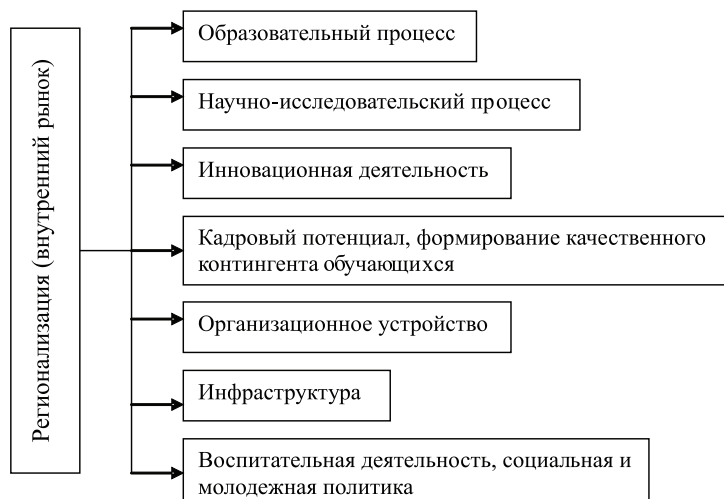 Регионализация (внутренний рынок)
Образовательный процесс
Научно-исследовательский процесс
Инновационная деятельность
Кадровый потенциал, формирование качественного
контингента обучающихся
Организационное устройство
Инфраструктура
Воспитательная деятельность, социальная и
молодежная политика